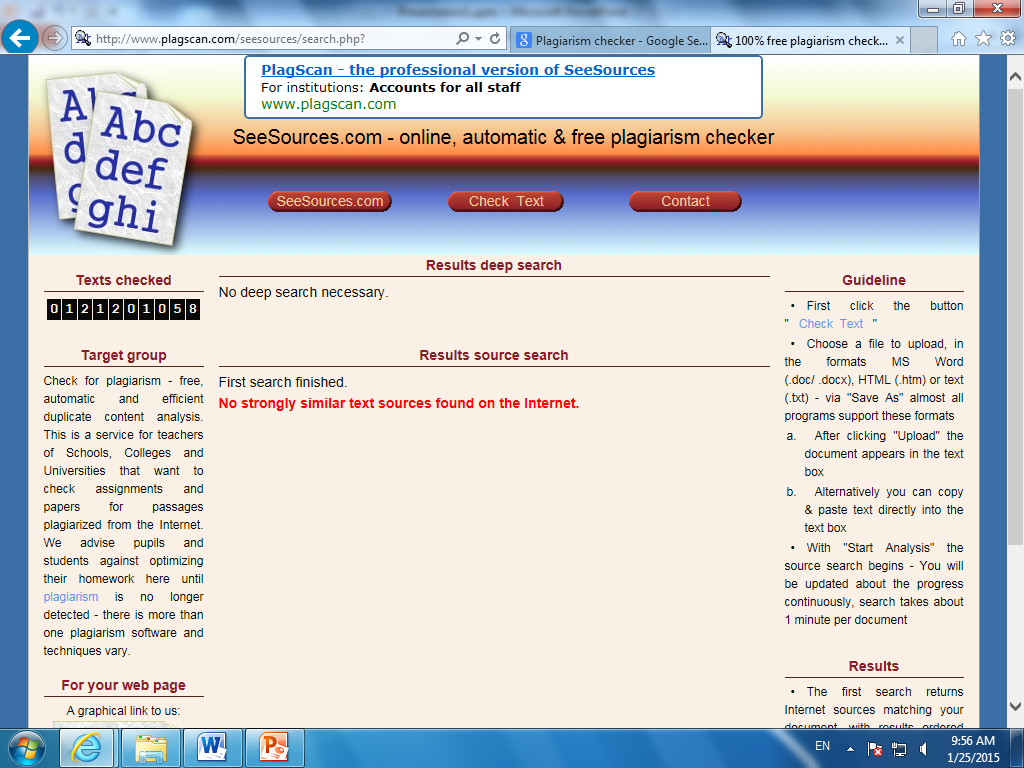 Presentation1.pptx - Microsoft PowerPoint
http://www.plagscan.com/seesources/search.php?
Plagiarism checker - Google Se...
100% free plagiarism check...
PlagScan - the professional version of SeeSources
For institutions: Accounts for all staff
www.plagscan.com
SeeSources.com - online, automatic & free plagiarism checker
Abc
def
ghi
SeeSources.com
Check Text
Contact
Texts checked
0121201058
Target group
Check for plagiarism - free,
automatic and efficient
duplicate content analysis.
This is a service for teachers
of Schools, Colleges and
Universities that want to
check assignments and
papers for passages
plagiarized from the Internet.
We advise pupils and
students against optimizing
their homework here until
plagiarism is no longer
detected - there is more than
one plagiarism software and
techniques vary.
For your web page
A graphical link to us:
Results deep search
No deep search necessary.
Results source search
First search finished.
No strongly similar text sources found on the Internet.
Guideline
• First click the button
" Check Text "
• Choose a file to upload, in
the formats MS Word
(.doc/ .docx), HTML (.htm) or text
(.txt) - via "Save As" almost all
programs support these formats
a. After clicking "Upload" the
document appears in the text
box
b. Alternatively you can copy
& paste text directly into the
text box
• With "Start Analysis" the
source search begins - You will
be updated about the progress
continuously, search takes about
1 minute per document
Results
• The first search returns
Internet sources matching your
document, with results ordered
EN
9:56 AM
1/25/2015